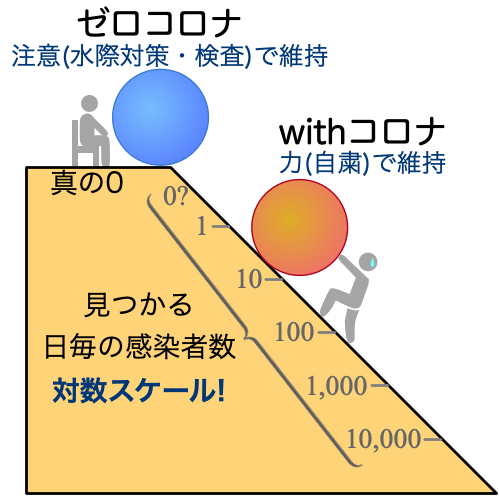 ゼロコロナ
注意(水際対策・検査)で維持
withコロナ
力(自粛)で維持
真の0
0?
1
10
100
1,000
10,000
見つかる
日毎の感染者数
対数スケール!